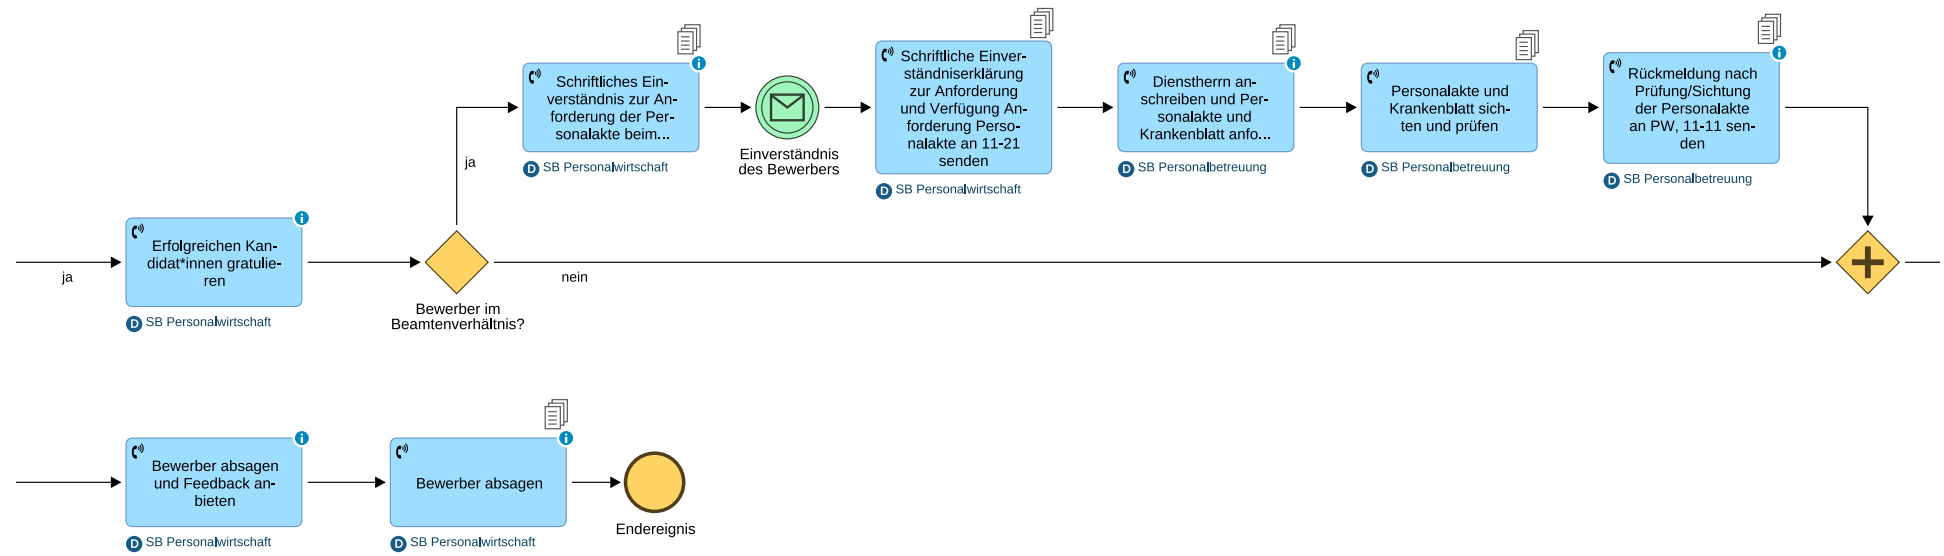 Schriftliches Ein-
verständnis zur An-
forderung der Per-
sonalakte beim...
D SB Personalwirtschaft
Einverständnis
des Bewerbers
Schriftliche Einver-
ständniserklärung
zur Anforderung
und Verfügung An-
forderung Perso-
nalakte an 11-21
senden
D SB Personalwirtschaft
Dienstherrn an-
schreiben und Per-
sonalakte und
Krankenblatt anfo...
D SB Personalbetreuung
Personalakte und
Krankenblatt sich-
ten und prüfen
D SB Personalbetreuung
Rückmeldung nach
Prüfung/Sichtung
der Personalakte
an PW, 11-11 sen-
den
D SB Personalbetreuung
ja
ja
Erfolgreichen Kan-
didat*innen gratulie-
ren
D SB Personalwirtschaft
Bewerber im
Beamtenverhältnis?
nein
Bewerber absagen
und Feedback an-
bieten
D SB Personalwirtschaft
Bewerber absagen
D SB Personalwirtschaft
Endereignis